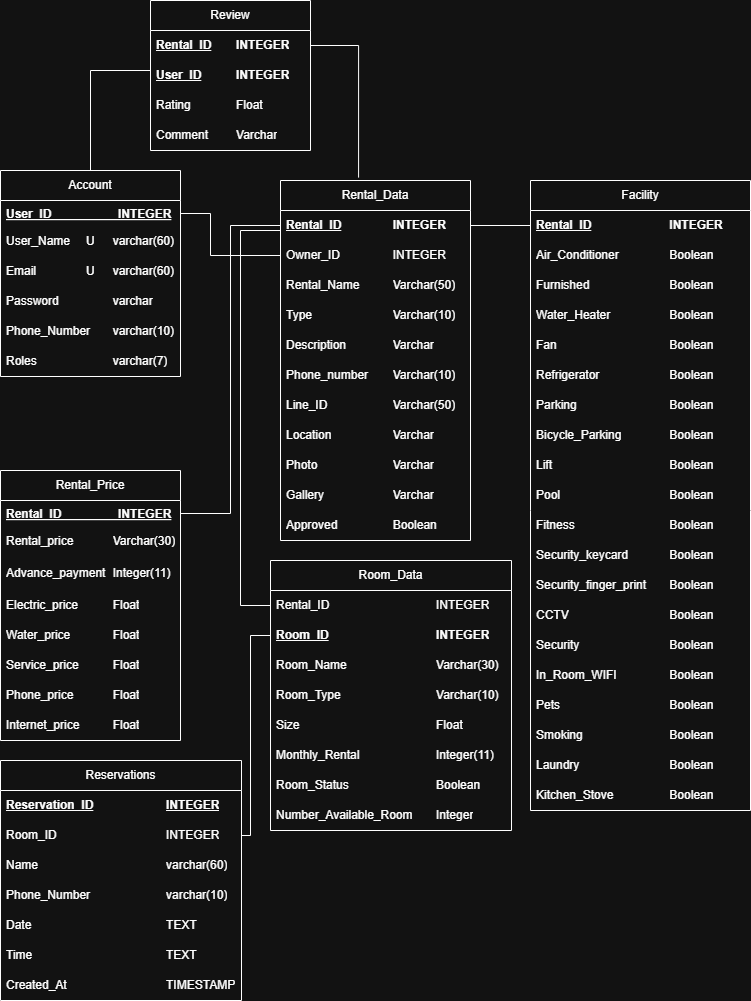 Review
Rental_ID INTEGER
User_ID INTEGER
Rating Float
Comment Varchar
Account
User_ID INTEGER
User_Name U varchar(60)
Email U varchar(60)
Password varchar
Phone_Number varchar(10)
Roles varchar(7)
Rental_Data
Rental_ID INTEGER
Owner_ID INTEGER
Rental_Name Varchar(50)
Type Varchar(10)
Description Varchar
Phone_number Varchar(10)
Line_ID Varchar(50)
Location Varchar
Photo Varchar
Gallery Varchar
Approved Boolean
Facility
Rental_ID INTEGER
Air_Conditioner Boolean
Furnished Boolean
Water_Heater Boolean
Fan Boolean
Refrigerator Boolean
Parking Boolean
Bicycle_Parking Boolean
Lift Boolean
Pool Boolean
Fitness Boolean
Security_keycard Boolean
Security_finger_print Boolean
CCTV Boolean
Security Boolean
In_Room_WIFI Boolean
Pets Boolean
Smoking Boolean
Laundry Boolean
Kitchen_Stove Boolean
Rental_Price
Rental_ID INTEGER
Rental_price Varchar(30)
Advance_payment Integer(11)
Electric_price Float
Water_price Float
Service_price Float
Phone_price Float
Internet_price Float
Room_Data
Rental_ID INTEGER
Room_ID INTEGER
Room_Name Varchar(30)
Room_Type Varchar(10)
Size Float
Monthly_Rental Integer(11)
Room_Status Boolean
Number_Available_Room Integer
Reservations
Reservation_ID INTEGER
Room_ID INTEGER
Name varchar(60)
Phone_Number varchar(10)
Date TEXT
Time TEXT
Created_At TIMESTAMP